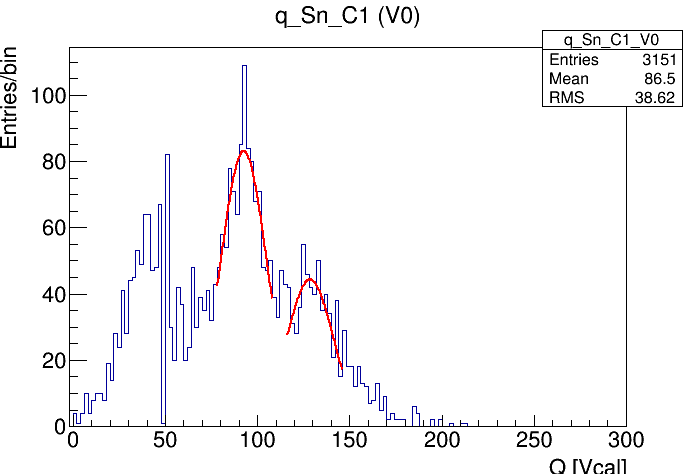 q_Sn_C1 (V0)
q_Sn_C1_V0
Entries 3151
Mean 86.5
RMS 38.62
Entries/bin
100
80
60
40
20
0
0 50 100 150 200 250 300
Q [Vcal]